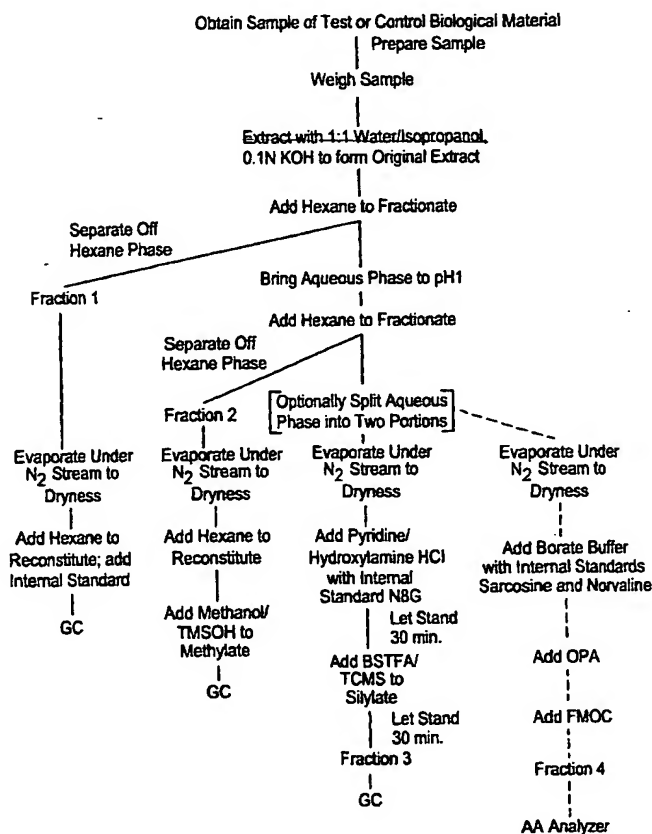 Obtain Sample of Test or Control Biological Material
Prepare Sample
Weigh Sample
Extract with 1:1 Water/Isopropanol,
0.1N KOH to form Original Extract
Add Hexane to Fractionate
Separate Off
Hexane Phase
Fraction 1
Bring Aqueous Phase to pH1
Add Hexane to Fractionate
Separate Off
Hexane Phase
Fraction 2
Optionally Split Aqueous
Phase into Two Portions
Evaporate Under
N2 Stream to
Dryness
Add Hexane to
Reconstitute; add
Internal Standard
GC
Evaporate Under
N2 Stream to
Dryness
Add Hexane to
Reconstitute
Add Methanol/
TMSOH to
Methylate
GC
Evaporate Under
N2 Stream to
Dryness
Add Pyridine/
Hydroxylamine HCl
with Internal
Standard N8G
Let Stand
30 min.
Add BSTFA/
TCMS to
Silylate
Let Stand
30 min.
Fraction 3
GC
Evaporate Under
N2 Stream to
Dryness
Add Borate Buffer
with Internal Standards
Sarcosine and Norvaline
Add OPA
Add FMOC
Fraction 4
AA Analyzer